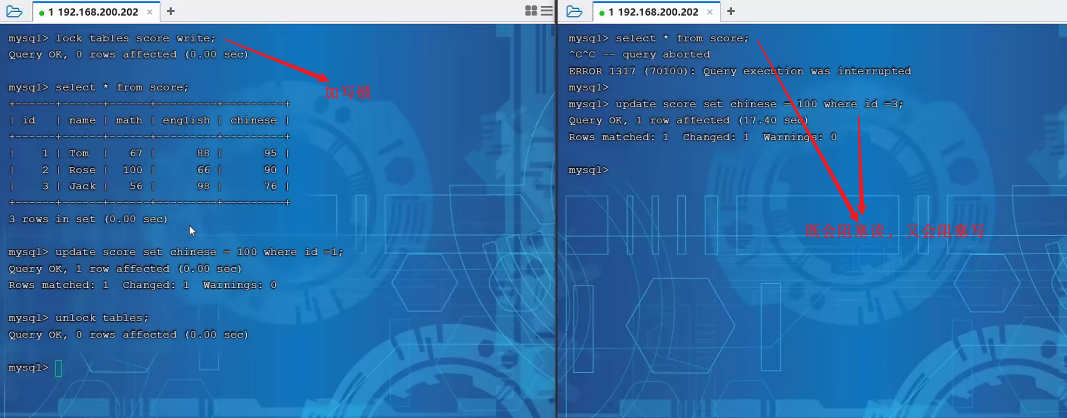 1 192.168.200.202 × +
mysql> lock tables score write;
Query OK, 0 rows affected (0.00 sec)
加写锁
mysql> select * from score;
+------+------+------+---------+---------+
| id | name | math | english | chinese |
+------+------+------+---------+---------+
| 1 | Tom | 67 | 88 | 95 |
| 2 | Rose | 100 | 66 | 90 |
| 3 | Jack | 56 | 98 | 76 |
+------+------+------+---------+---------+
3 rows in set (0.00 sec)
mysql> update score set chinese = 100 where id =1;
Query OK, 1 row affected (0.00 sec)
Rows matched: 1 Changed: 1 Warnings: 0
mysql> unlock tables;
Query OK, 0 rows affected (0.00 sec)
mysql>
1 192.168.200.202 × +
mysql> select * from score;
^C^C -- query aborted
ERROR 1317 (70100): Query execution was interrupted
mysql>
mysql> update score set chinese = 100 where id =3;
Query OK, 1 row affected (17.40 sec)
Rows matched: 1 Changed: 1 Warnings: 0
mysql>
既会阻塞读，又会阻塞写